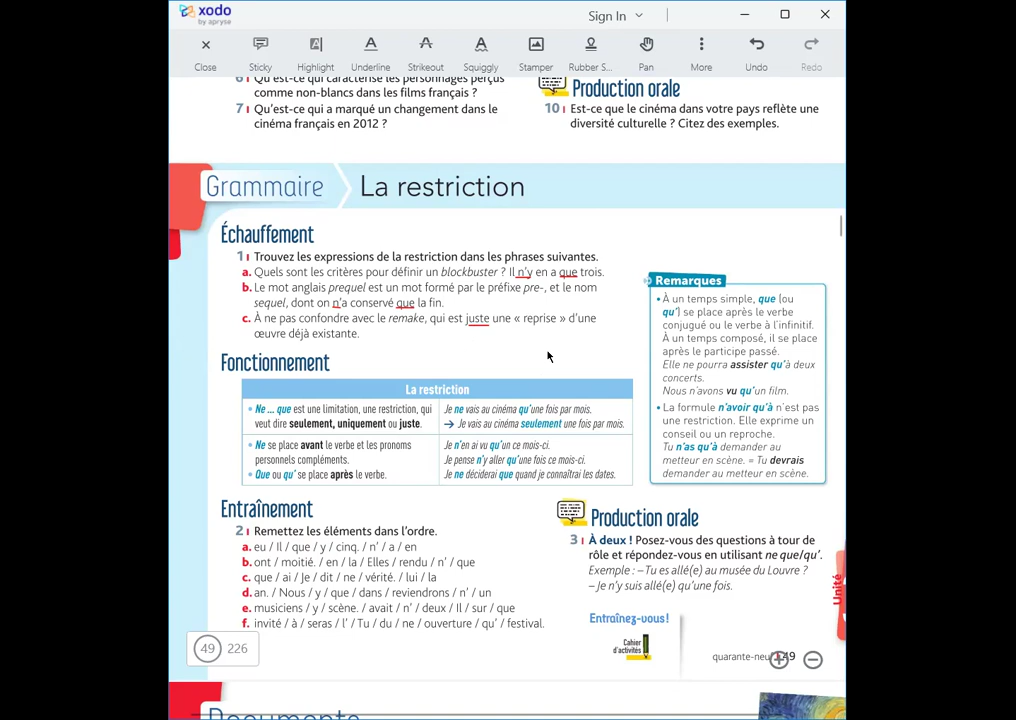 xodo
by apryse
Sign In
Close
Sticky
Highlight
Underline
Strikeout
Squiggly
Stamper
Rubber S...
Pan
More
Undo
Redo
6 Qu'est-ce qui caractérise les personnages perçus
comme non-blancs dans les films français ?
7 Qu'est-ce qui a marqué un changement dans le
cinéma français en 2012 ?
Production orale
10 Est-ce que le cinéma dans votre pays reflète une
diversité culturelle ? Citez des exemples.
Grammaire
La restriction
Échauffement
1 Trouvez les expressions de la restriction dans les phrases suivantes.
a. Quels sont les critères pour définir un blockbuster ? Il n'y en a que trois.
b. Le mot anglais prequel est un mot formé par le préfixe pre-, et le nom
sequel, dont on n'a conservé que la fin.
c. À ne pas confondre avec le remake, qui est juste une « reprise » d'une
œuvre déjà existante.
Fonctionnement
La restriction
• Ne ... que est une limitation, une restriction, qui
veut dire seulement, uniquement ou juste.
Je ne vais au cinéma qu'une fois par mois.
→ Je vais au cinéma seulement une fois par mois.
• Ne se place avant le verbe et les pronoms
personnels compléments.
• Que ou qu' se place après le verbe.
Je n'en ai vu qu'un ce mois-ci.
Je pense n'y aller qu'une fois ce mois-ci.
Je ne déciderai que quand je connaîtrai les dates.
Remarques
• À un temps simple, que (ou
qu') se place après le verbe
conjugué ou le verbe à l'infinitif.
À un temps composé, il se place
après le participe passé.
Elle ne pourra assister qu'à deux
concerts.
Nous n'avons vu qu'un film.
• La formule n'avoir qu'à n'est pas
une restriction. Elle exprime un
conseil ou un reproche.
Tu n'as qu'à demander au
metteur en scène. = Tu devrais
demander au metteur en scène.
Entraînement
2 Remettez les éléments dans l'ordre.
a. eu / Il / que / y / cinq. / n' / a / en
b. ont / moitié. / en / la / Elles / rendu / n' / que
c. que / ai / Je / dit / ne / vérité. / lui / la
d. an. / Nous / y / que / dans / reviendrons / n' / un
e. musiciens / y / scène. / avait / n' / deux / Il / sur / que
f. invité / à / seras / l' / Tu / du / ne / ouverture / qu' / festival.
Production orale
3 À deux ! Posez-vous des questions à tour de
rôle et répondez-vous en utilisant ne que/qu'.
Exemple : – Tu es allé(e) au musée du Louvre ?
– Je n'y suis allé(e) qu'une fois.
Entraînez-vous!
Cahier
d'activités
Unité
49 226
49
Documents